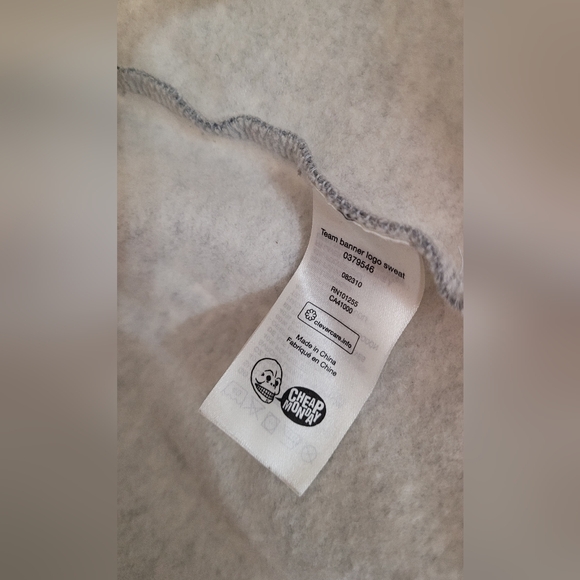 Team banner logo sweat
0379546
082310
RN101255
CA41000
clevercare.info
Made in China
Fabriqué en Chine
CHEAP
MONDAY